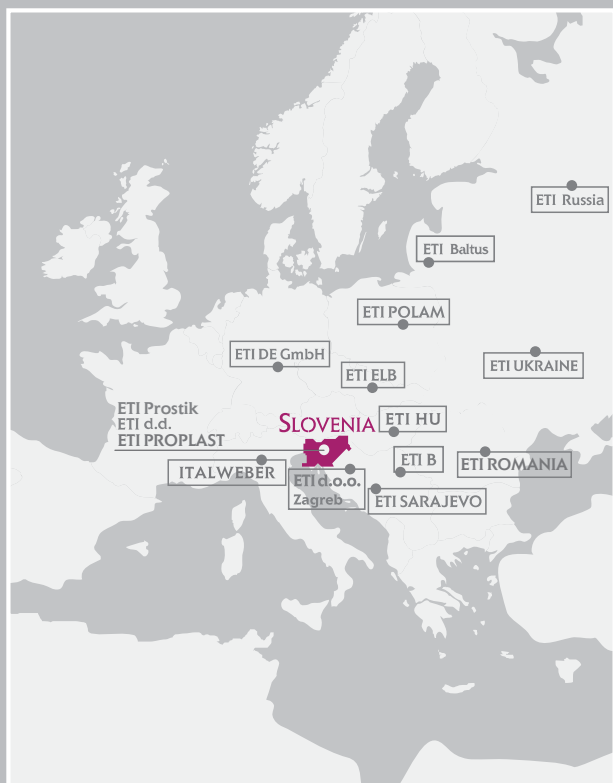 ETI Russia
ETI Baltus
ETI POLAM
ETI DE GmbH
ETI UKRAINE
ETI ELB
ETI Prostik
ETI d.d.
ETI PROPLAST
SLOVENIA
ETI HU
ITALWEBER
ETI B
ETI ROMANIA
ETI d.o.o.
Zagreb
ETI SARAJEVO